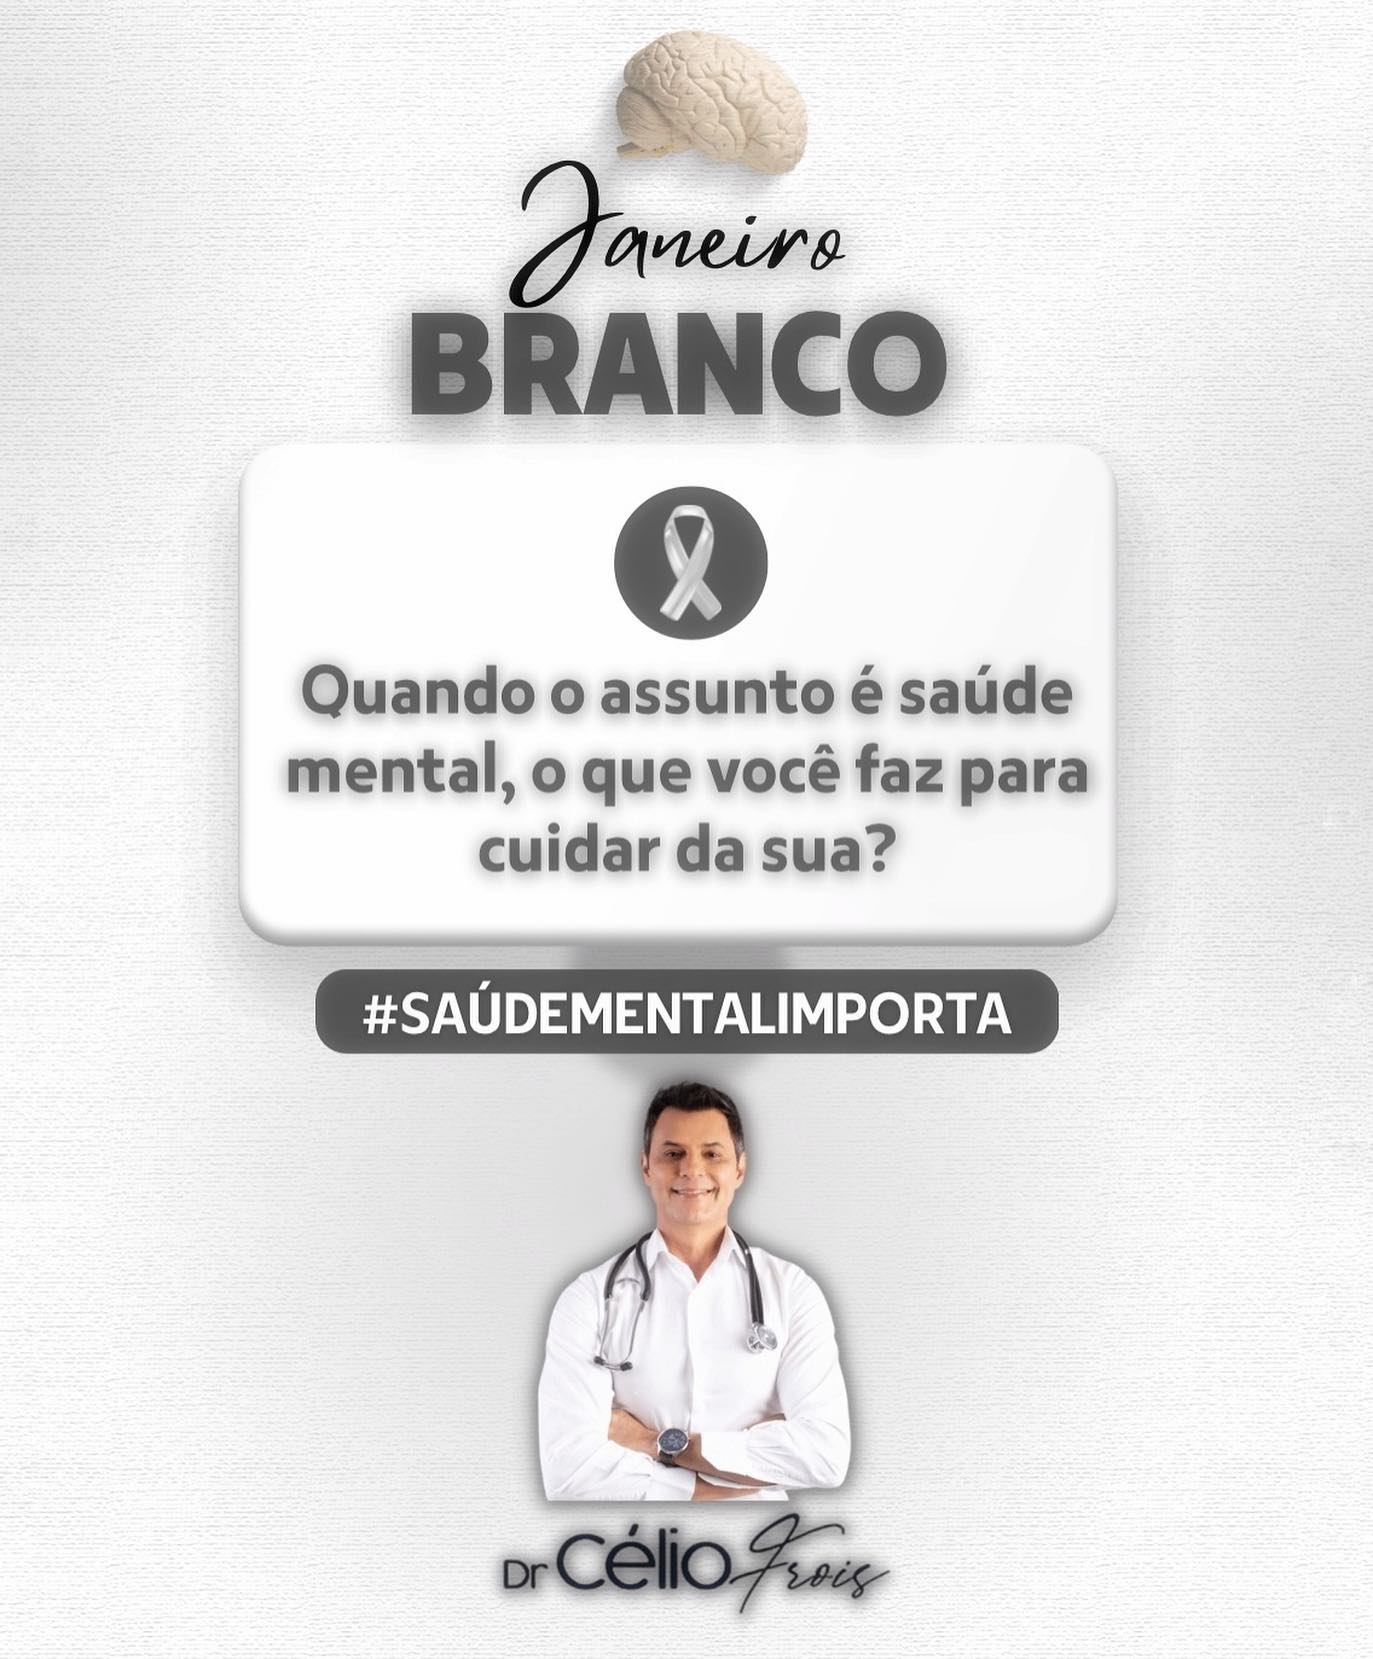 Janeiro
BRANCO
Quando o assunto é saúde
mental, o que você faz para
cuidar da sua?
#SAÚDEMENTALIMPORTA
Dr Célio Frois